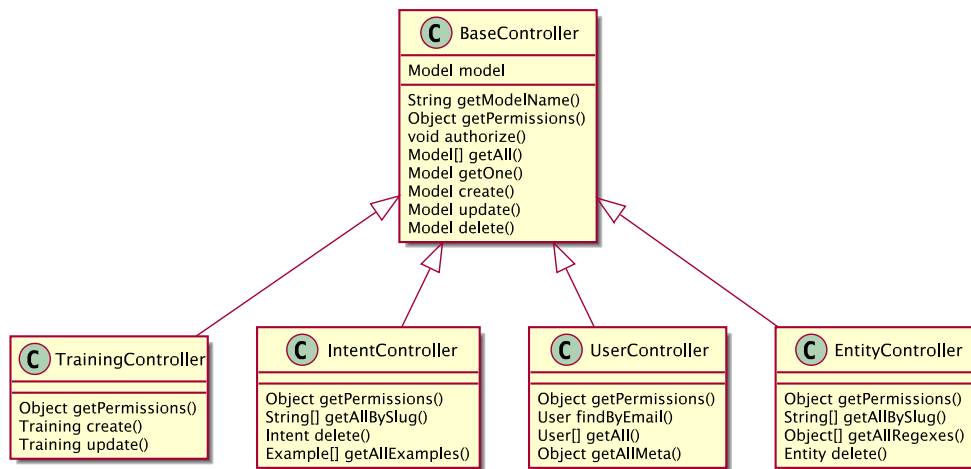 C BaseController
Model model
String getModelName()
Object getPermissions()
void authorize()
Model[] getAll()
Model getOne()
Model create()
Model update()
Model delete()
C TrainingController
Object getPermissions()
Training create()
Training update()
C IntentController
Object getPermissions()
String[] getAllBySlug()
Intent delete()
Example[] getAllExamples()
C UserController
Object getPermissions()
User findByEmail()
User[] getAll()
Object getAllMeta()
C EntityController
Object getPermissions()
String[] getAllBySlug()
Object[] getAllRegexes()
Entity delete()